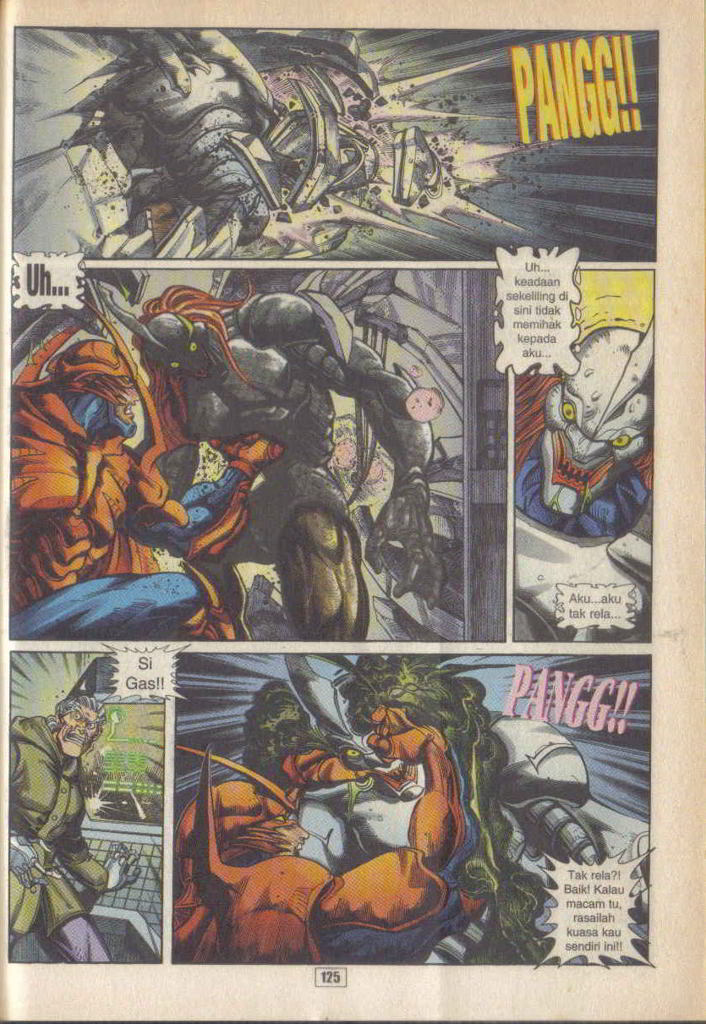 PANGG!!
Uh...
Uh...
keadaan
sekeliling di
sini tidak
memihak
kepada
aku...
Aku...aku
tak rela...
Si
Gas!!
PANGG!!
Tak rela?!
Baik! Kalau
macam tu,
rasailah
kuasa kau
sendiri ini!!
125